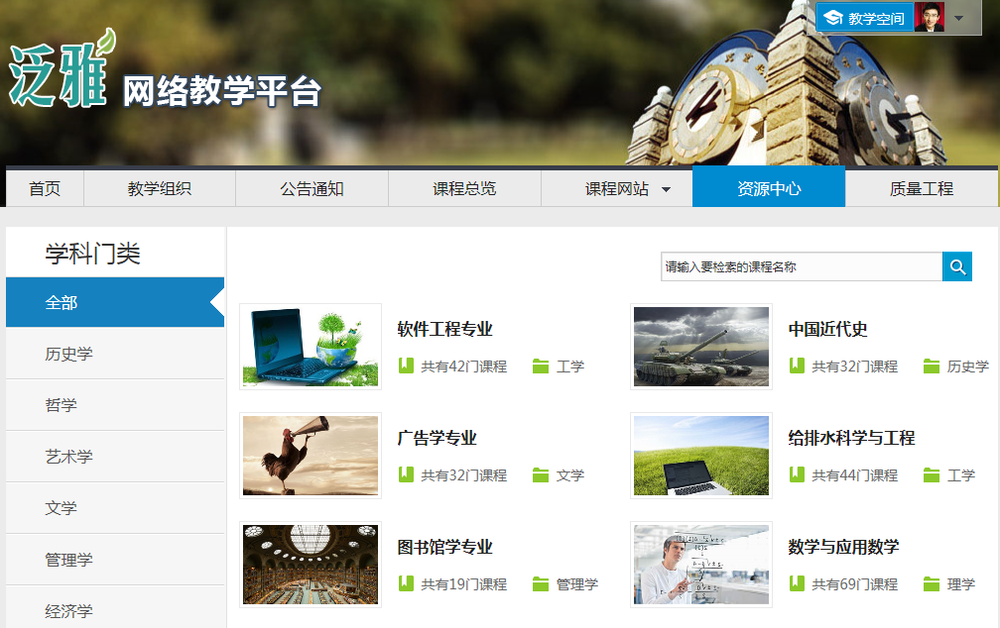 教学空间
泛雅 网络教学平台
首页 教学组织 公告通知 课程总览 课程网站 资源中心 质量工程
学科门类
请输入要检索的课程名称
全部
历史学
哲学
艺术学
文学
管理学
经济学
软件工程专业
共有42门课程 工学
中国近代史
共有32门课程 历史学
广告学专业
共有32门课程 文学
给排水科学与工程
共有44门课程 工学
图书馆学专业
共有19门课程 管理学
数学与应用数学
共有69门课程 理学